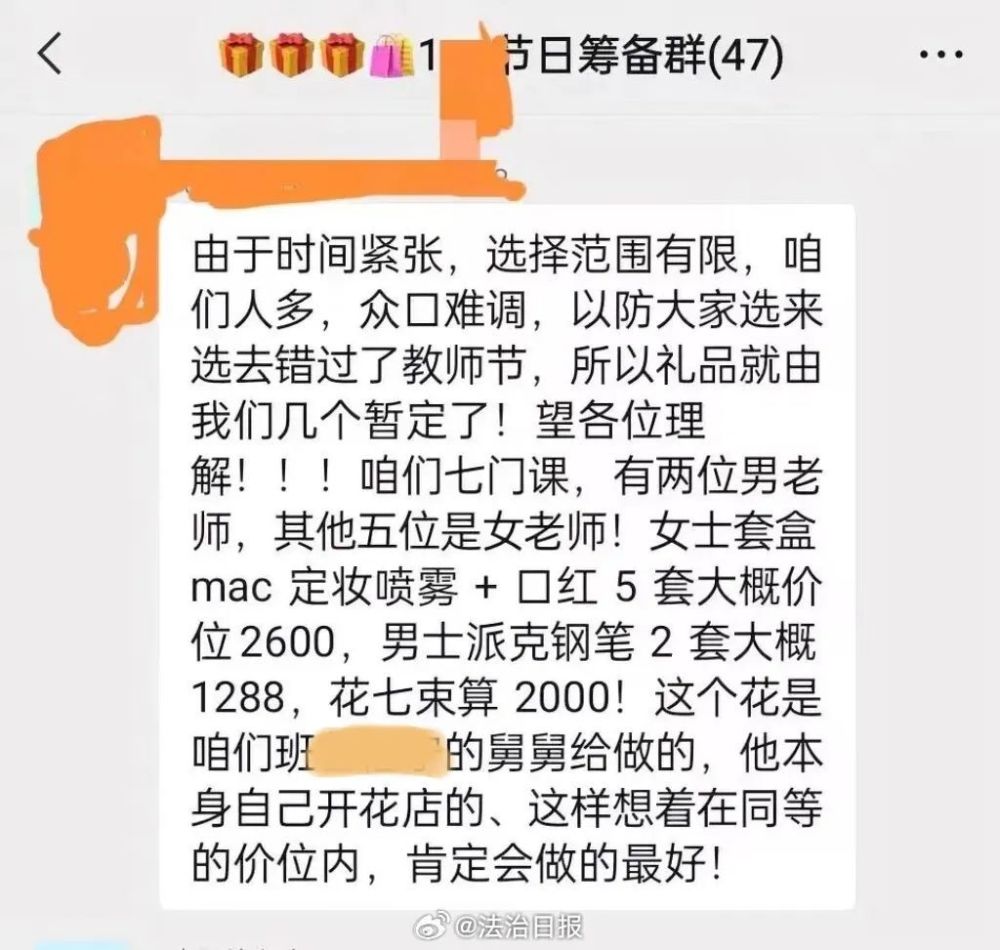 1 节日筹备群(47)
由于时间紧张，选择范围有限，咱
们人多，众口难调，以防大家选来
选去错过了教师节，所以礼品就由
我们几个暂定了！望各位理
解！！！咱们七门课，有两位男老
师，其他五位是女老师！女士套盒
mac 定妆喷雾 + 口红 5 套大概价
位2600，男士派克钢笔 2 套大概
1288，花七束算 2000！这个花是
咱们班 的舅舅给做的，他本
身自己开花店的、这样想着在同等
的价位内，肯定会做的最好！
@法治日报